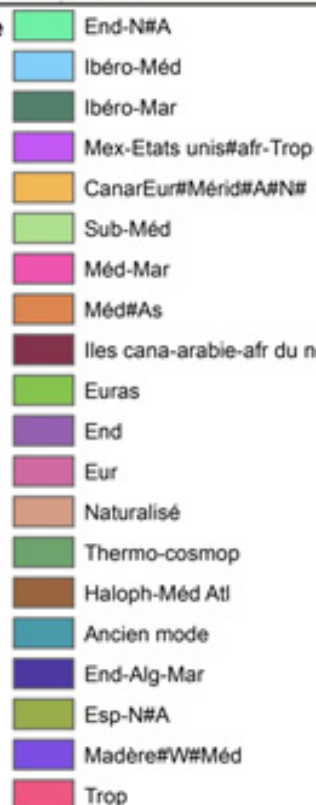 End-N#A
Ibéro-Méd
Ibéro-Mar
Mex-Etats unis#afr-Trop
CanarEur#Mérid#A#N#
Sub-Méd
Méd-Mar
Méd#As
Iles cana-arabie-afr du
Euras
End
Eur
Naturalisé
Thermo-cosmop
Haloph-Méd Atl
Ancien mode
End-Alg-Mar
Esp-N#A
Madère#W#Méd
Trop